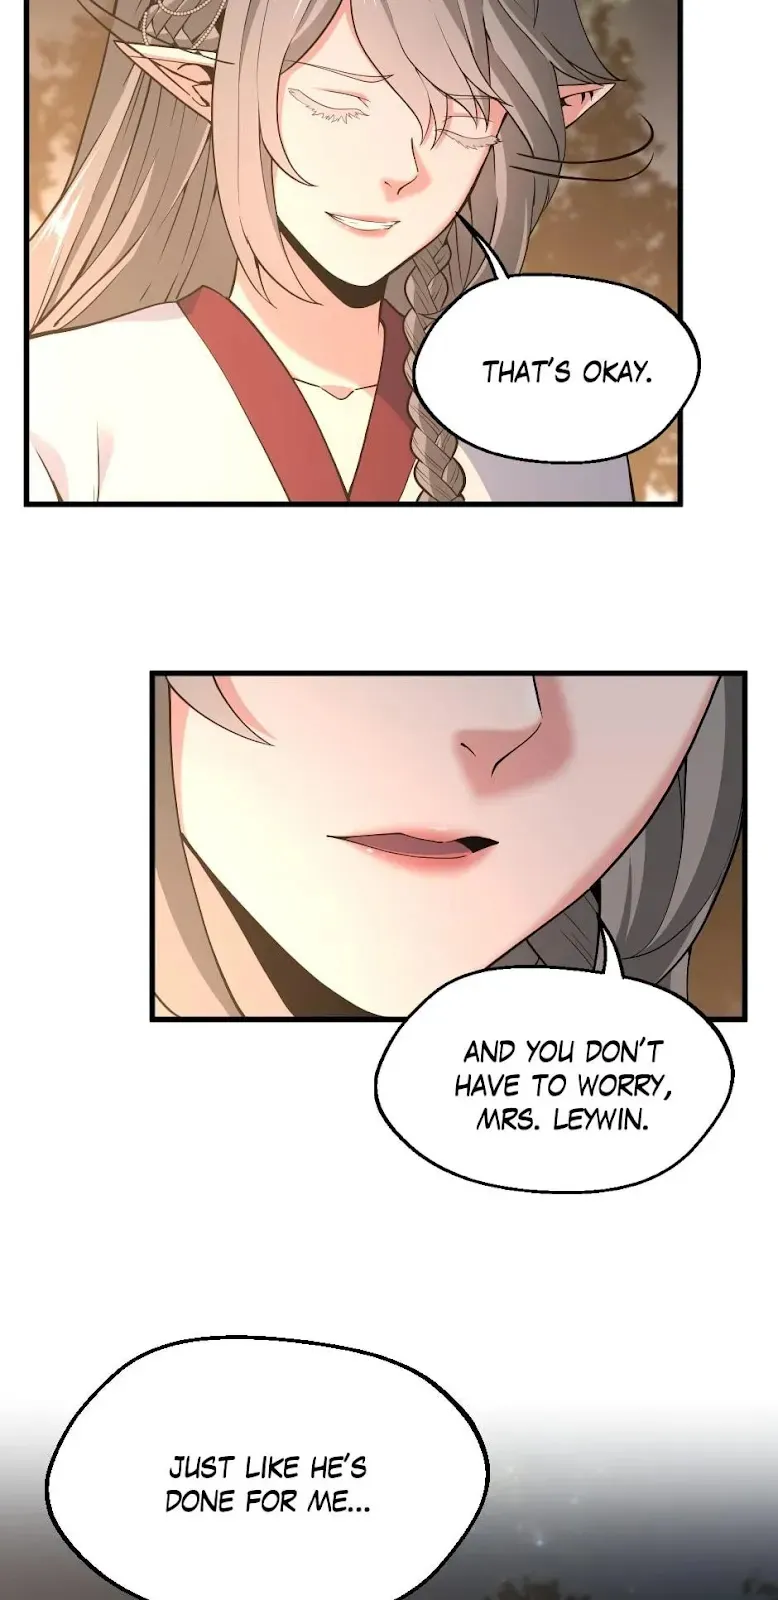 THAT'S OKAY.
AND YOU DON'T
HAVE TO WORRY,
MRS. LEYWIN.
JUST LIKE HE'S
DONE FOR ME...